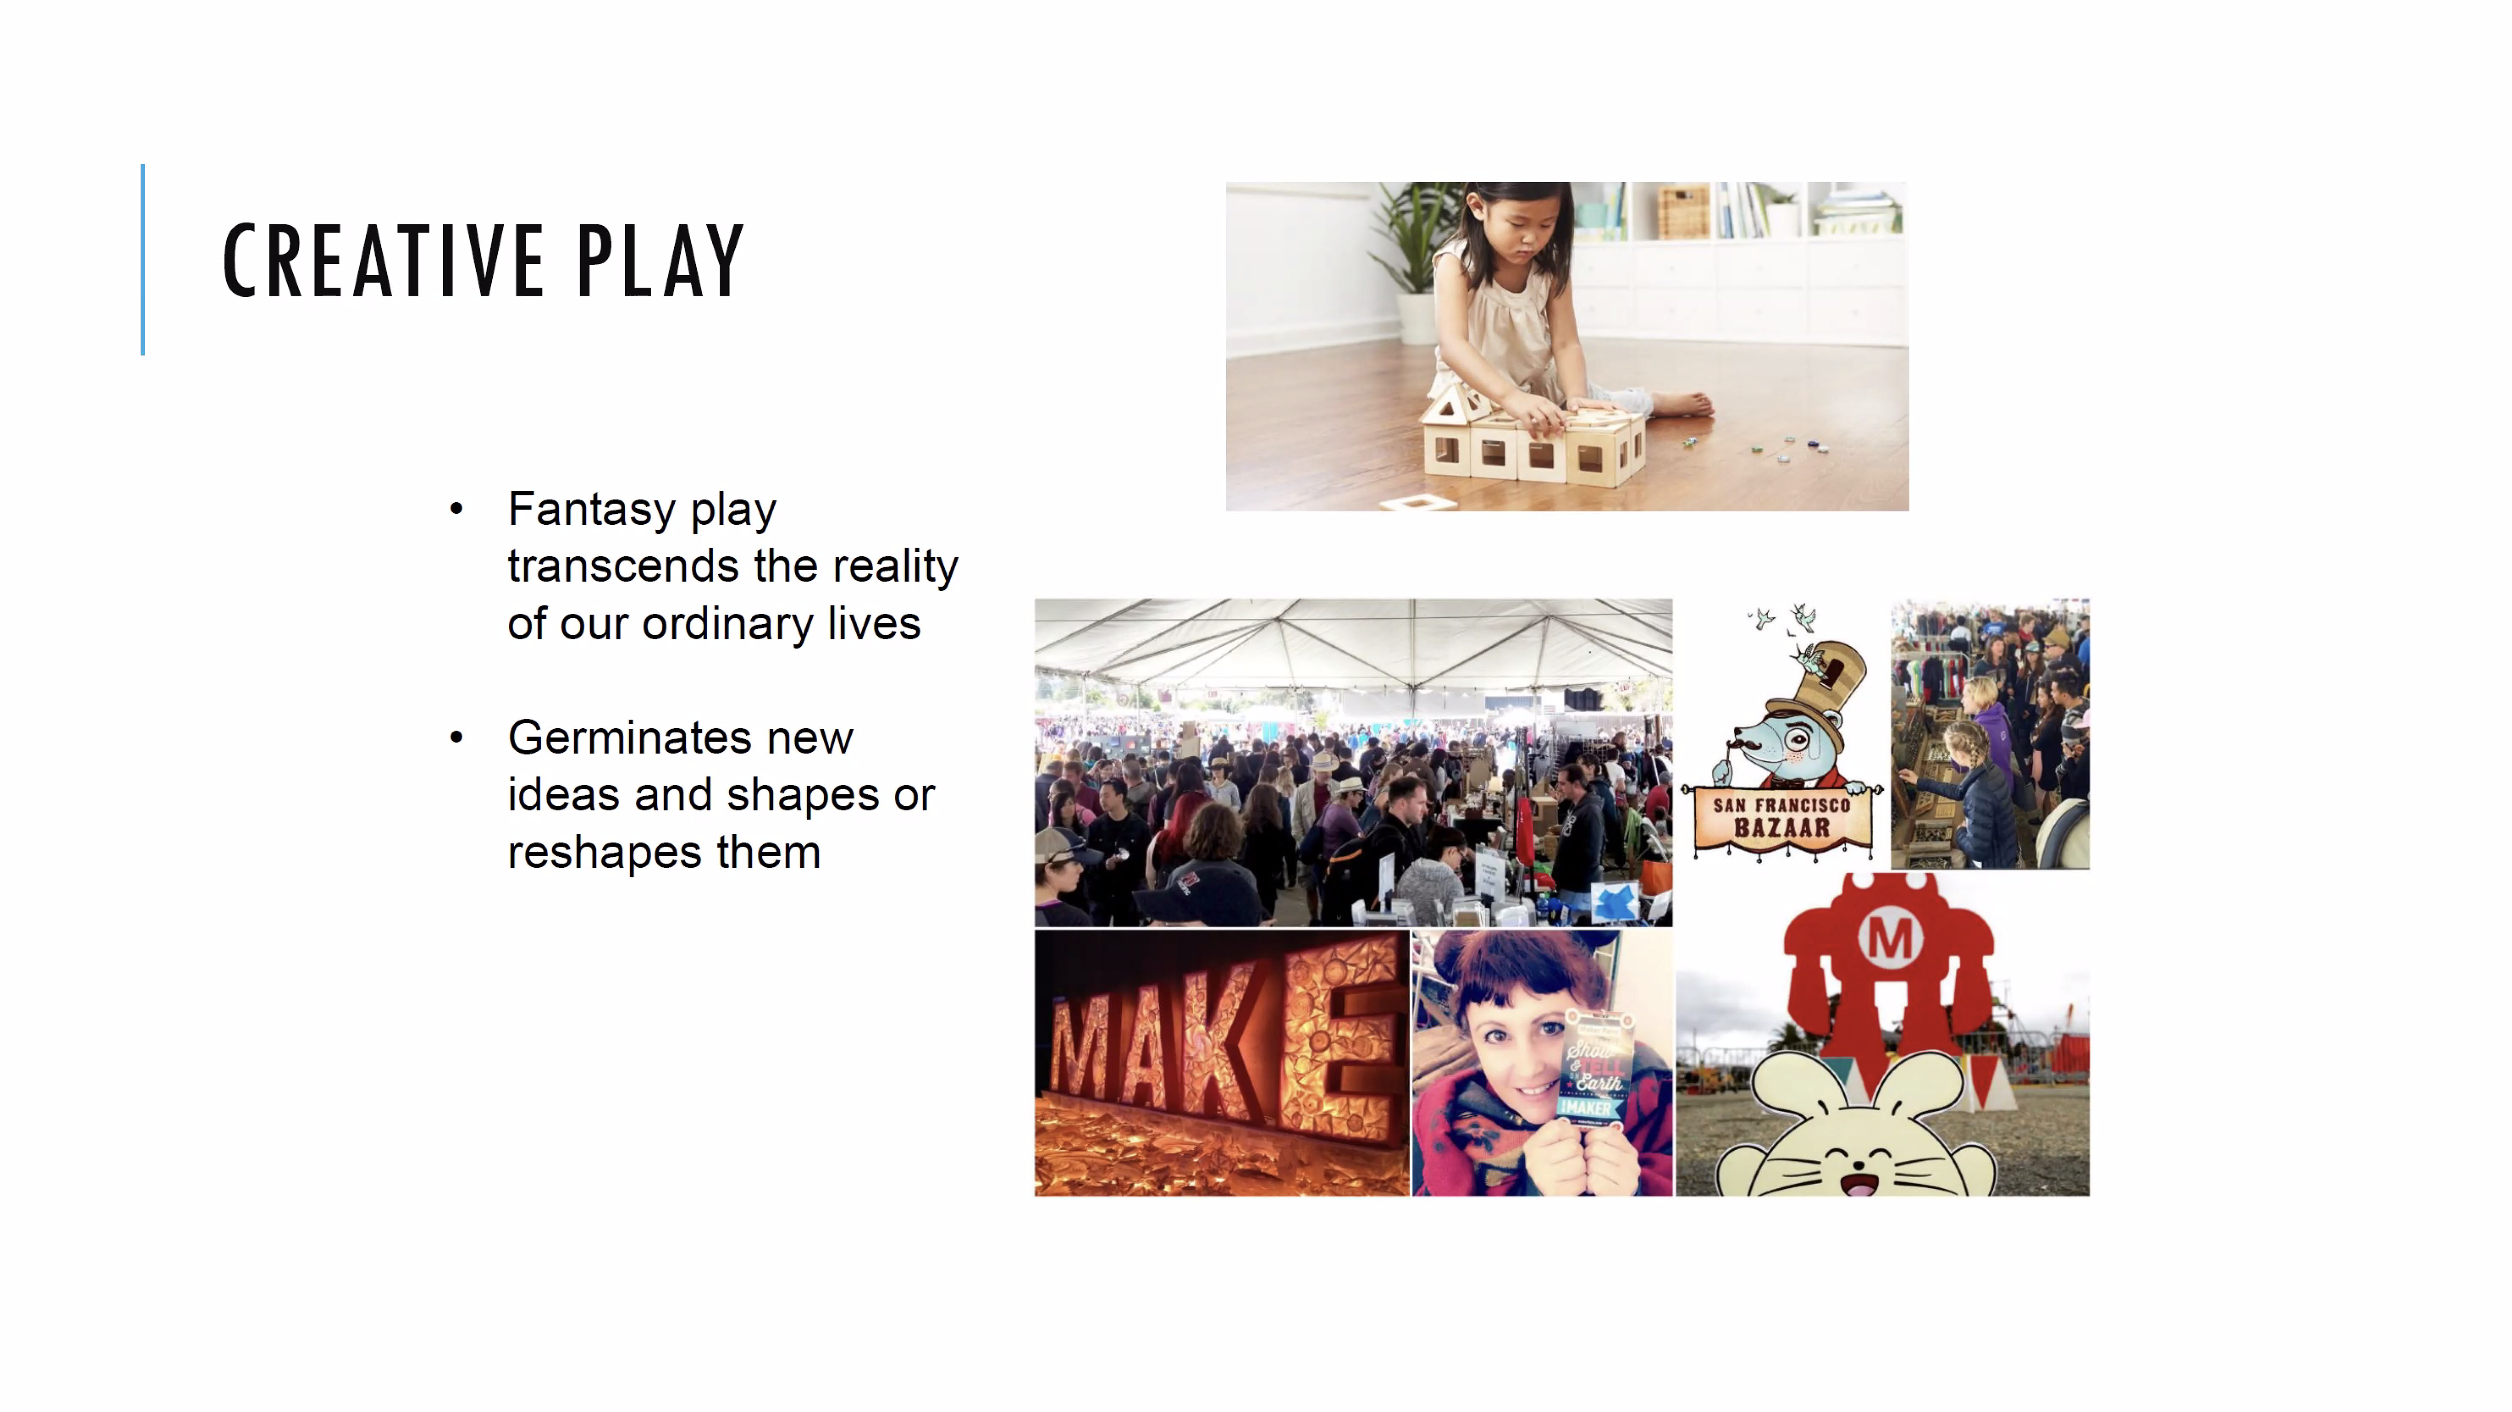 CREATIVE PLAY
• Fantasy play
transcends the reality
of our ordinary lives
• Germinates new
ideas and shapes or
reshapes them
SAN FRANCISCO
BAZAAR
MAKE
Show
& TELL
on Earth
MAKER
M